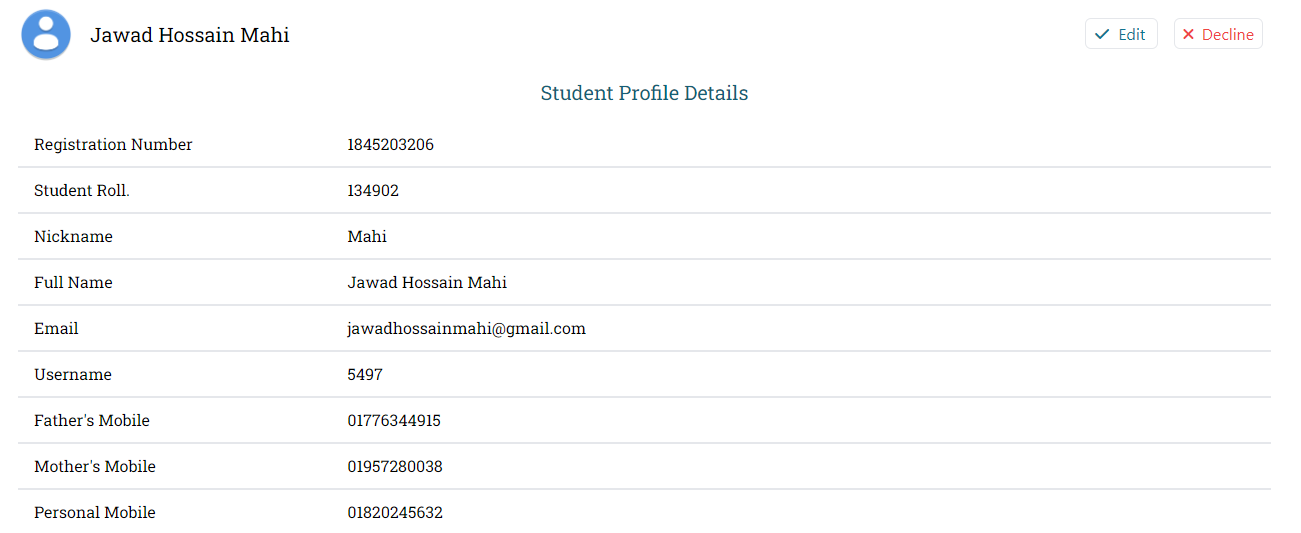 Jawad Hossain Mahi
Edit
Decline
Student Profile Details
Registration Number 1845203206
Student Roll. 134902
Nickname Mahi
Full Name Jawad Hossain Mahi
Email jawadhossainmahi@gmail.com
Username 5497
Father's Mobile 01776344915
Mother's Mobile 01957280038
Personal Mobile 01820245632